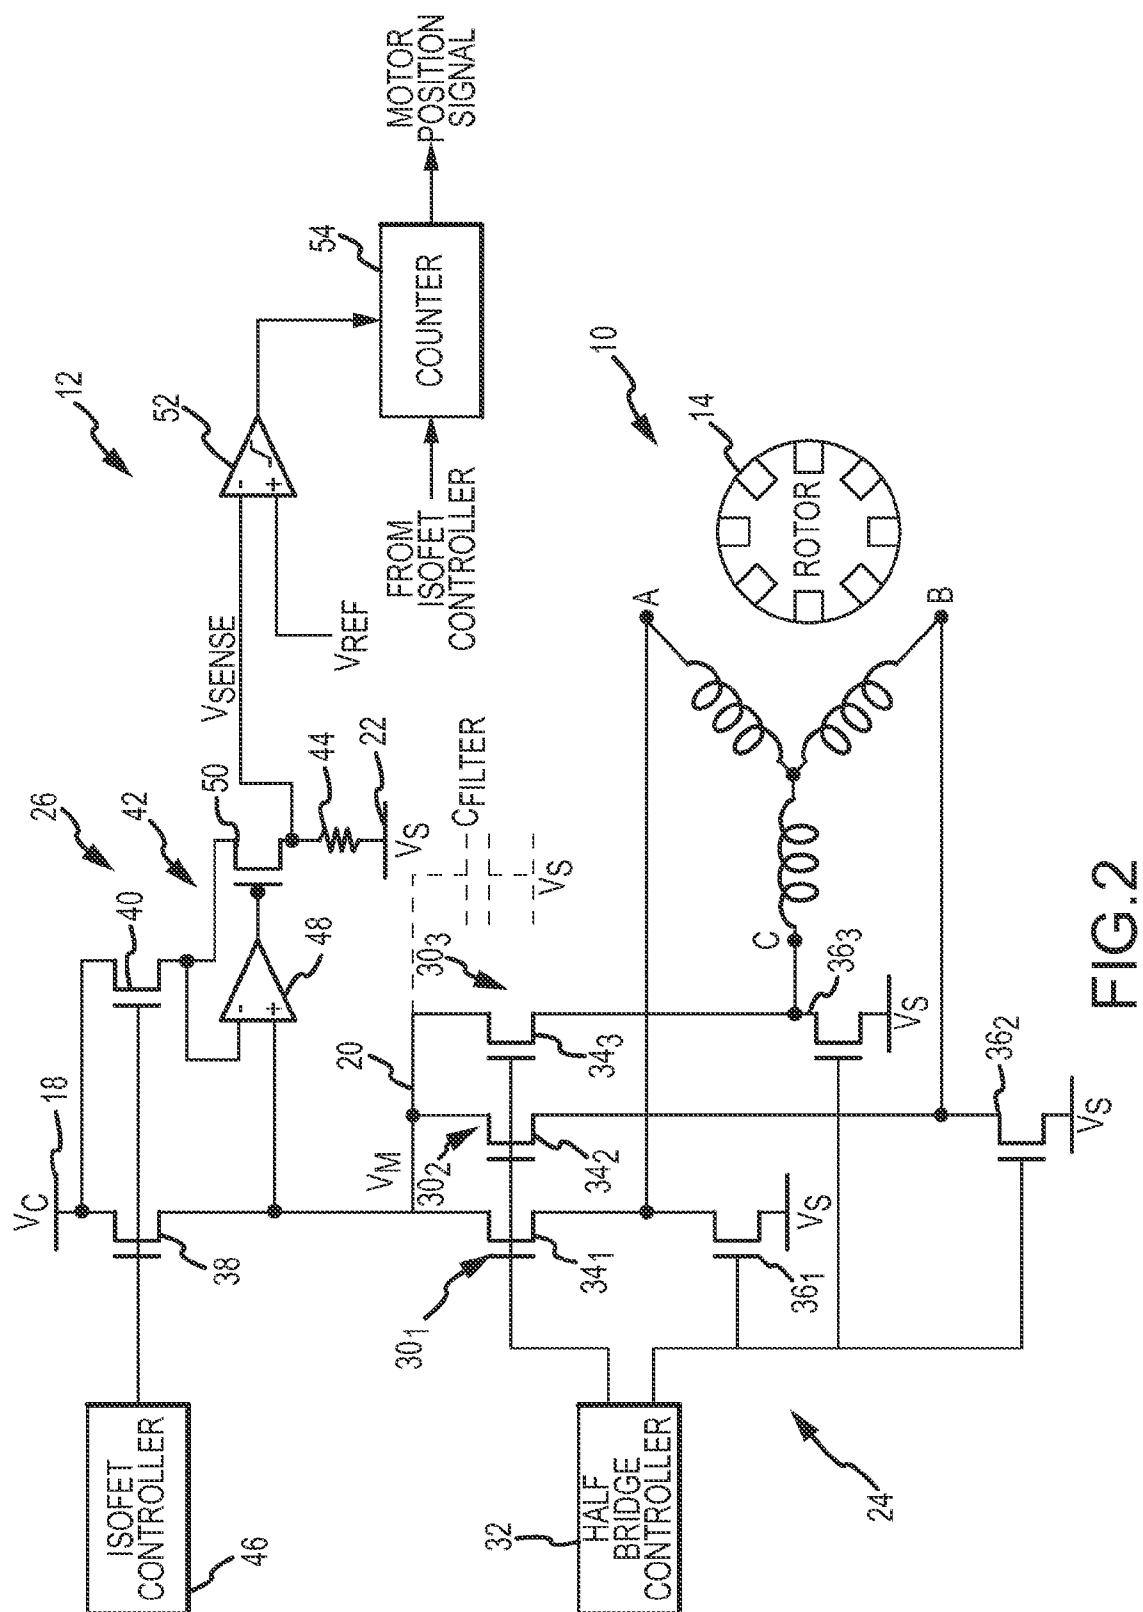 12
52
-
+
VSENSE
VREF
54
COUNTER
MOTOR
POSITION
SIGNAL
FROM
ISOFET
CONTROLLER
26
42
50
40
48
-
+
44
22
VS
18
VC
38
ISOFET
CONTROLLER
46
CFILTER
VS
20
VM
301
302
303
341
342
343
361
362
363
VS
VS
VS
HALF
BRIDGE
CONTROLLER
32
24
10
14
ROTOR
A
B
C
FIG.2